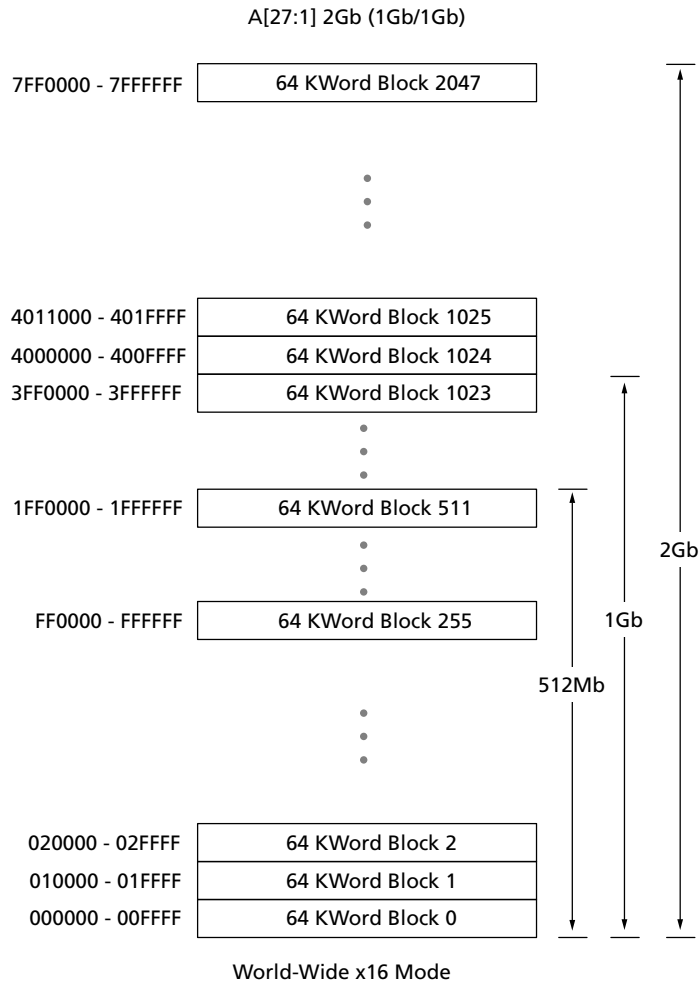 A[27:1] 2Gb (1Gb/1Gb)
7FF0000 - 7FFFFFF 64 KWord Block 2047
4011000 - 401FFFF 64 KWord Block 1025
4000000 - 400FFFF 64 KWord Block 1024
3FF0000 - 3FFFFFF 64 KWord Block 1023
1FF0000 - 1FFFFFF 64 KWord Block 511
2Gb
FF0000 - FFFFFF 64 KWord Block 255
1Gb
512Mb
020000 - 02FFFF 64 KWord Block 2
010000 - 01FFFF 64 KWord Block 1
000000 - 00FFFF 64 KWord Block 0
World-Wide x16 Mode